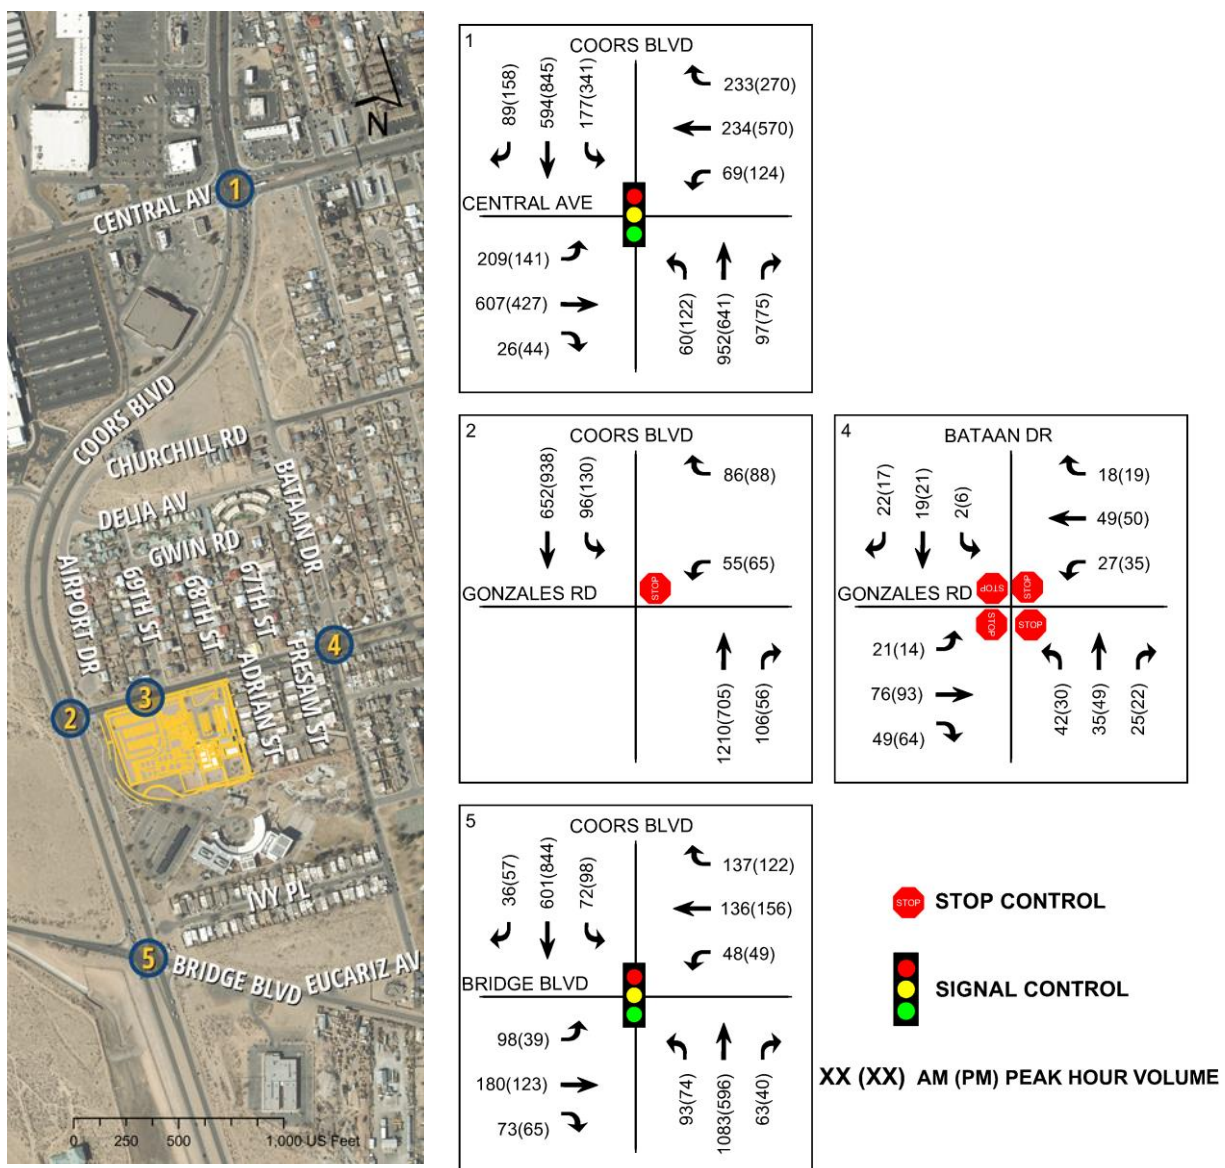 N
1
CENTRAL AV
COORS BLVD
CHURCHILL RD
DELIA AV
GWIN RD
BATAAN DR
AIRPORT DR
69TH ST
68TH ST
67TH ST
ADRIAN ST
FRESAM ST
2
3
4
IVY PL
5
BRIDGE BLVD
EUCARIZ AV
0 250 500 1,000 US Feet
1
COORS BLVD
89(158)
594(845)
177(341)
233(270)
234(570)
69(124)
CENTRAL AVE
209(141)
607(427)
26(44)
60(122)
952(641)
97(75)
2
COORS BLVD
652(938)
96(130)
86(88)
55(65)
GONZALES RD
STOP
1210(705)
106(56)
4
BATAAN DR
22(17)
19(21)
2(6)
18(19)
49(50)
27(35)
GONZALES RD
STOP
STOP
STOP
STOP
21(14)
76(93)
49(64)
42(30)
35(49)
25(22)
5
COORS BLVD
36(57)
601(844)
72(98)
137(122)
136(156)
48(49)
BRIDGE BLVD
98(39)
180(123)
73(65)
93(74)
1083(596)
63(40)
STOP
STOP CONTROL
SIGNAL CONTROL
XX (XX) AM (PM) PEAK HOUR VOLUME